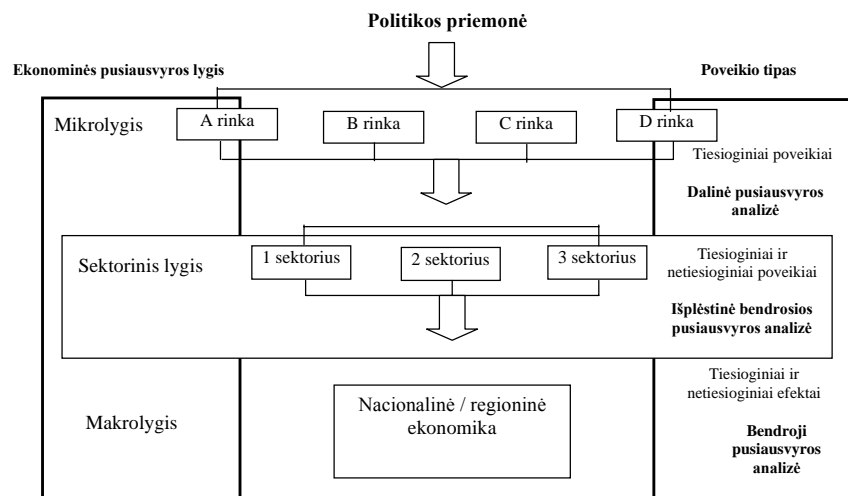 Politikos priemonė
Ekonominės pusiausvyros lygis
Poveikio tipas
Mikrolygis
A rinka
B rinka
C rinka
D rinka
Tiesioginiai poveikiai
Dalinė pusiausvyros
analizė
Sektorinis lygis
1 sektorius
2 sektorius
3 sektorius
Tiesioginiai ir
netiesioginiai poveikiai
Išplėstinė bendrosios
pusiausvyros analizė
Makrolygis
Nacionalinė / regioninė
ekonomika
Tiesioginiai ir
netiesioginiai efektai
Bendroji
pusiausvyros
analizė